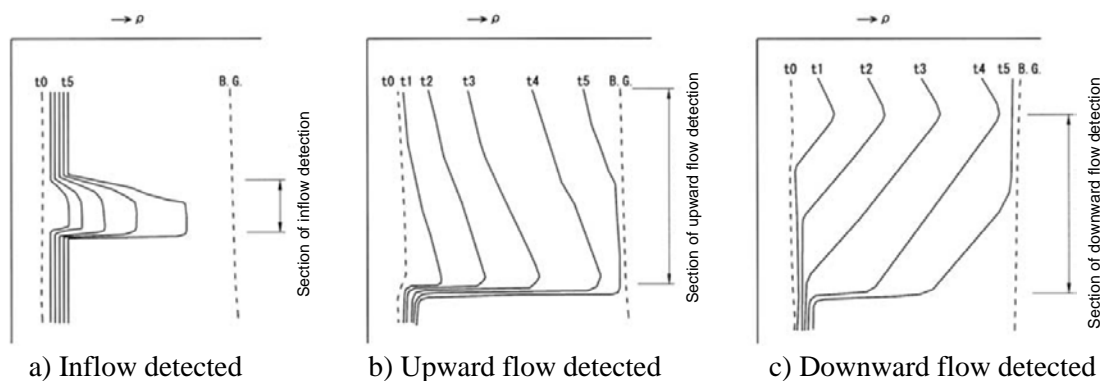 → ρ
t0 t5 B. G.
Section of inflow detection
a) Inflow detected
→ ρ
t0 t1 t2 t3 t4 t5 B. G.
Section of upward flow detection
b) Upward flow detected
→ ρ
t0 t1 t2 t3 t4 t5 B. G.
Section of downward flow detection
c) Downward flow detected